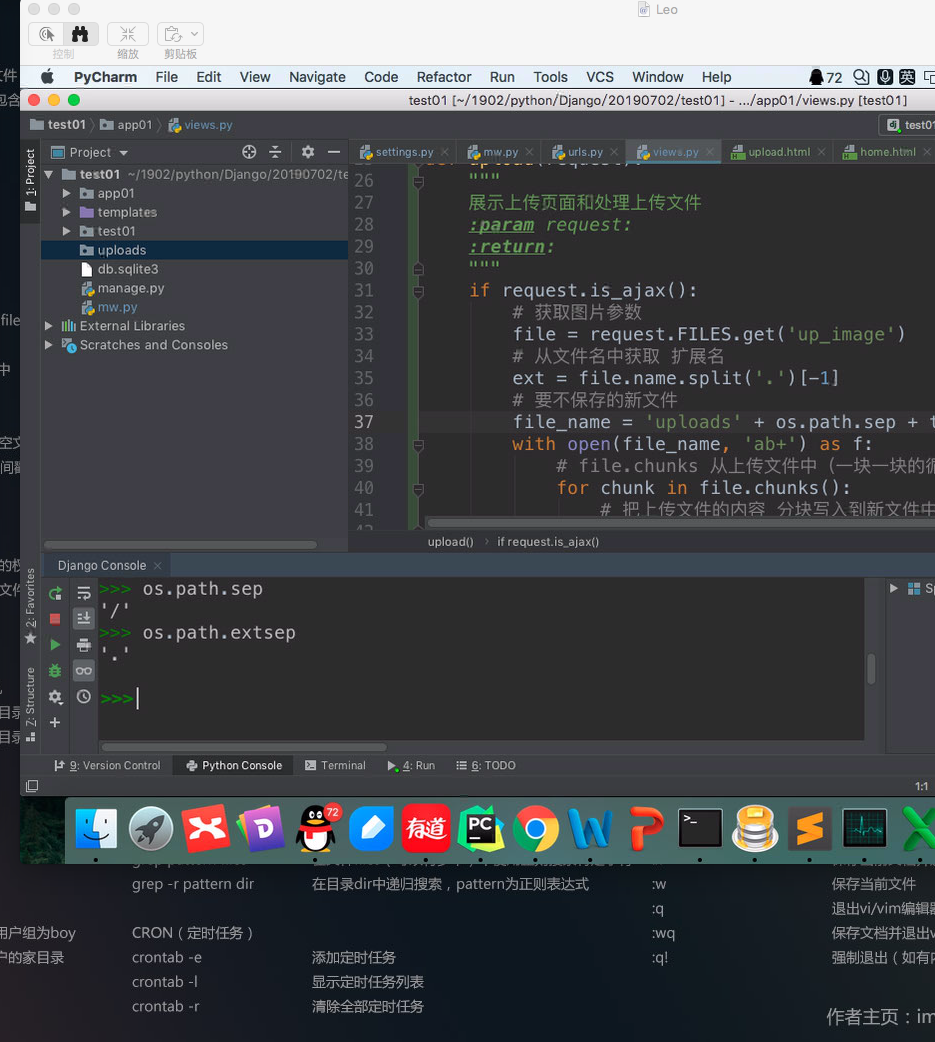 Leo
控制
缩放
剪贴板
PyCharm File Edit View Navigate Code Refactor Run Tools VCS Window Help 72 英
test01 [~/1902/python/Django/20190702/test01] - .../app01/views.py [test01]
test01 app01 views.py test01
1: Project
Project
settings.py mw.py urls.py views.py upload.html home.html
test01 ~/1902/python/Django/20190702/te
app01
templates
test01
uploads
db.sqlite3
manage.py
mw.py
External Libraries
Scratches and Consoles
26 """
27 展示上传页面和处理上传文件
28 :param request:
29 :return:
30 """
31 if request.is_ajax():
32 # 获取图片参数
33 file = request.FILES.get('up_image')
34 # 从文件名中获取 扩展名
35 ext = file.name.split('.')[-1]
36 # 要不保存的新文件
37 file_name = 'uploads' + os.path.sep + t
38 with open(file_name, 'ab+') as f:
39 # file.chunks 从上传文件中（一块一块的循
40 for chunk in file.chunks():
41 # 把上传文件的内容 分块写入到新文件中
upload() › if request.is_ajax()
Django Console
>>> os.path.sep
'/'
>>> os.path.extsep
'.'
>>>
Sp
2: Favorites
7: Structure
9: Version Control Python Console Terminal 4: Run 6: TODO
1:1
文件
包含
file
中
空文
间戳
的权
文件
目录
目录
72
有道
PC
grep -r pattern dir 在目录dir中递归搜索，pattern为正则表达式
CRON（定时任务）
crontab -e 添加定时任务
crontab -l 显示定时任务列表
crontab -r 清除全部定时任务
用户组为boy
户的家目录
:w 保存当前文件
:q 退出vi/vim编辑器
:wq 保存文档并退出v
:q! 强制退出（如有内
作者主页：im